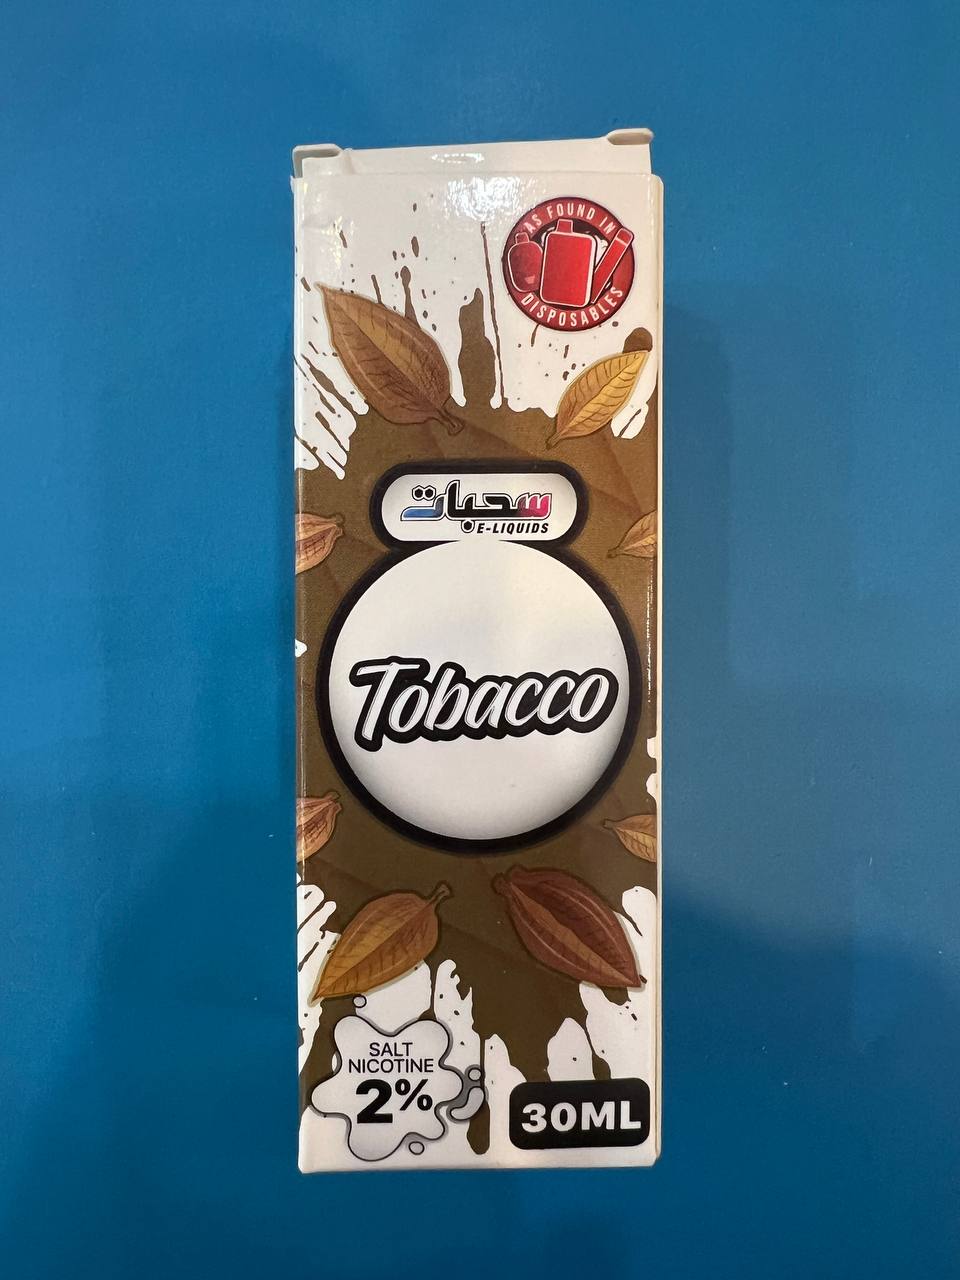 AS FOUND IN
DISPOSABLES
سحبات
E-LIQUIDS
Tobacco
SALT
NICOTINE
2%
30ML